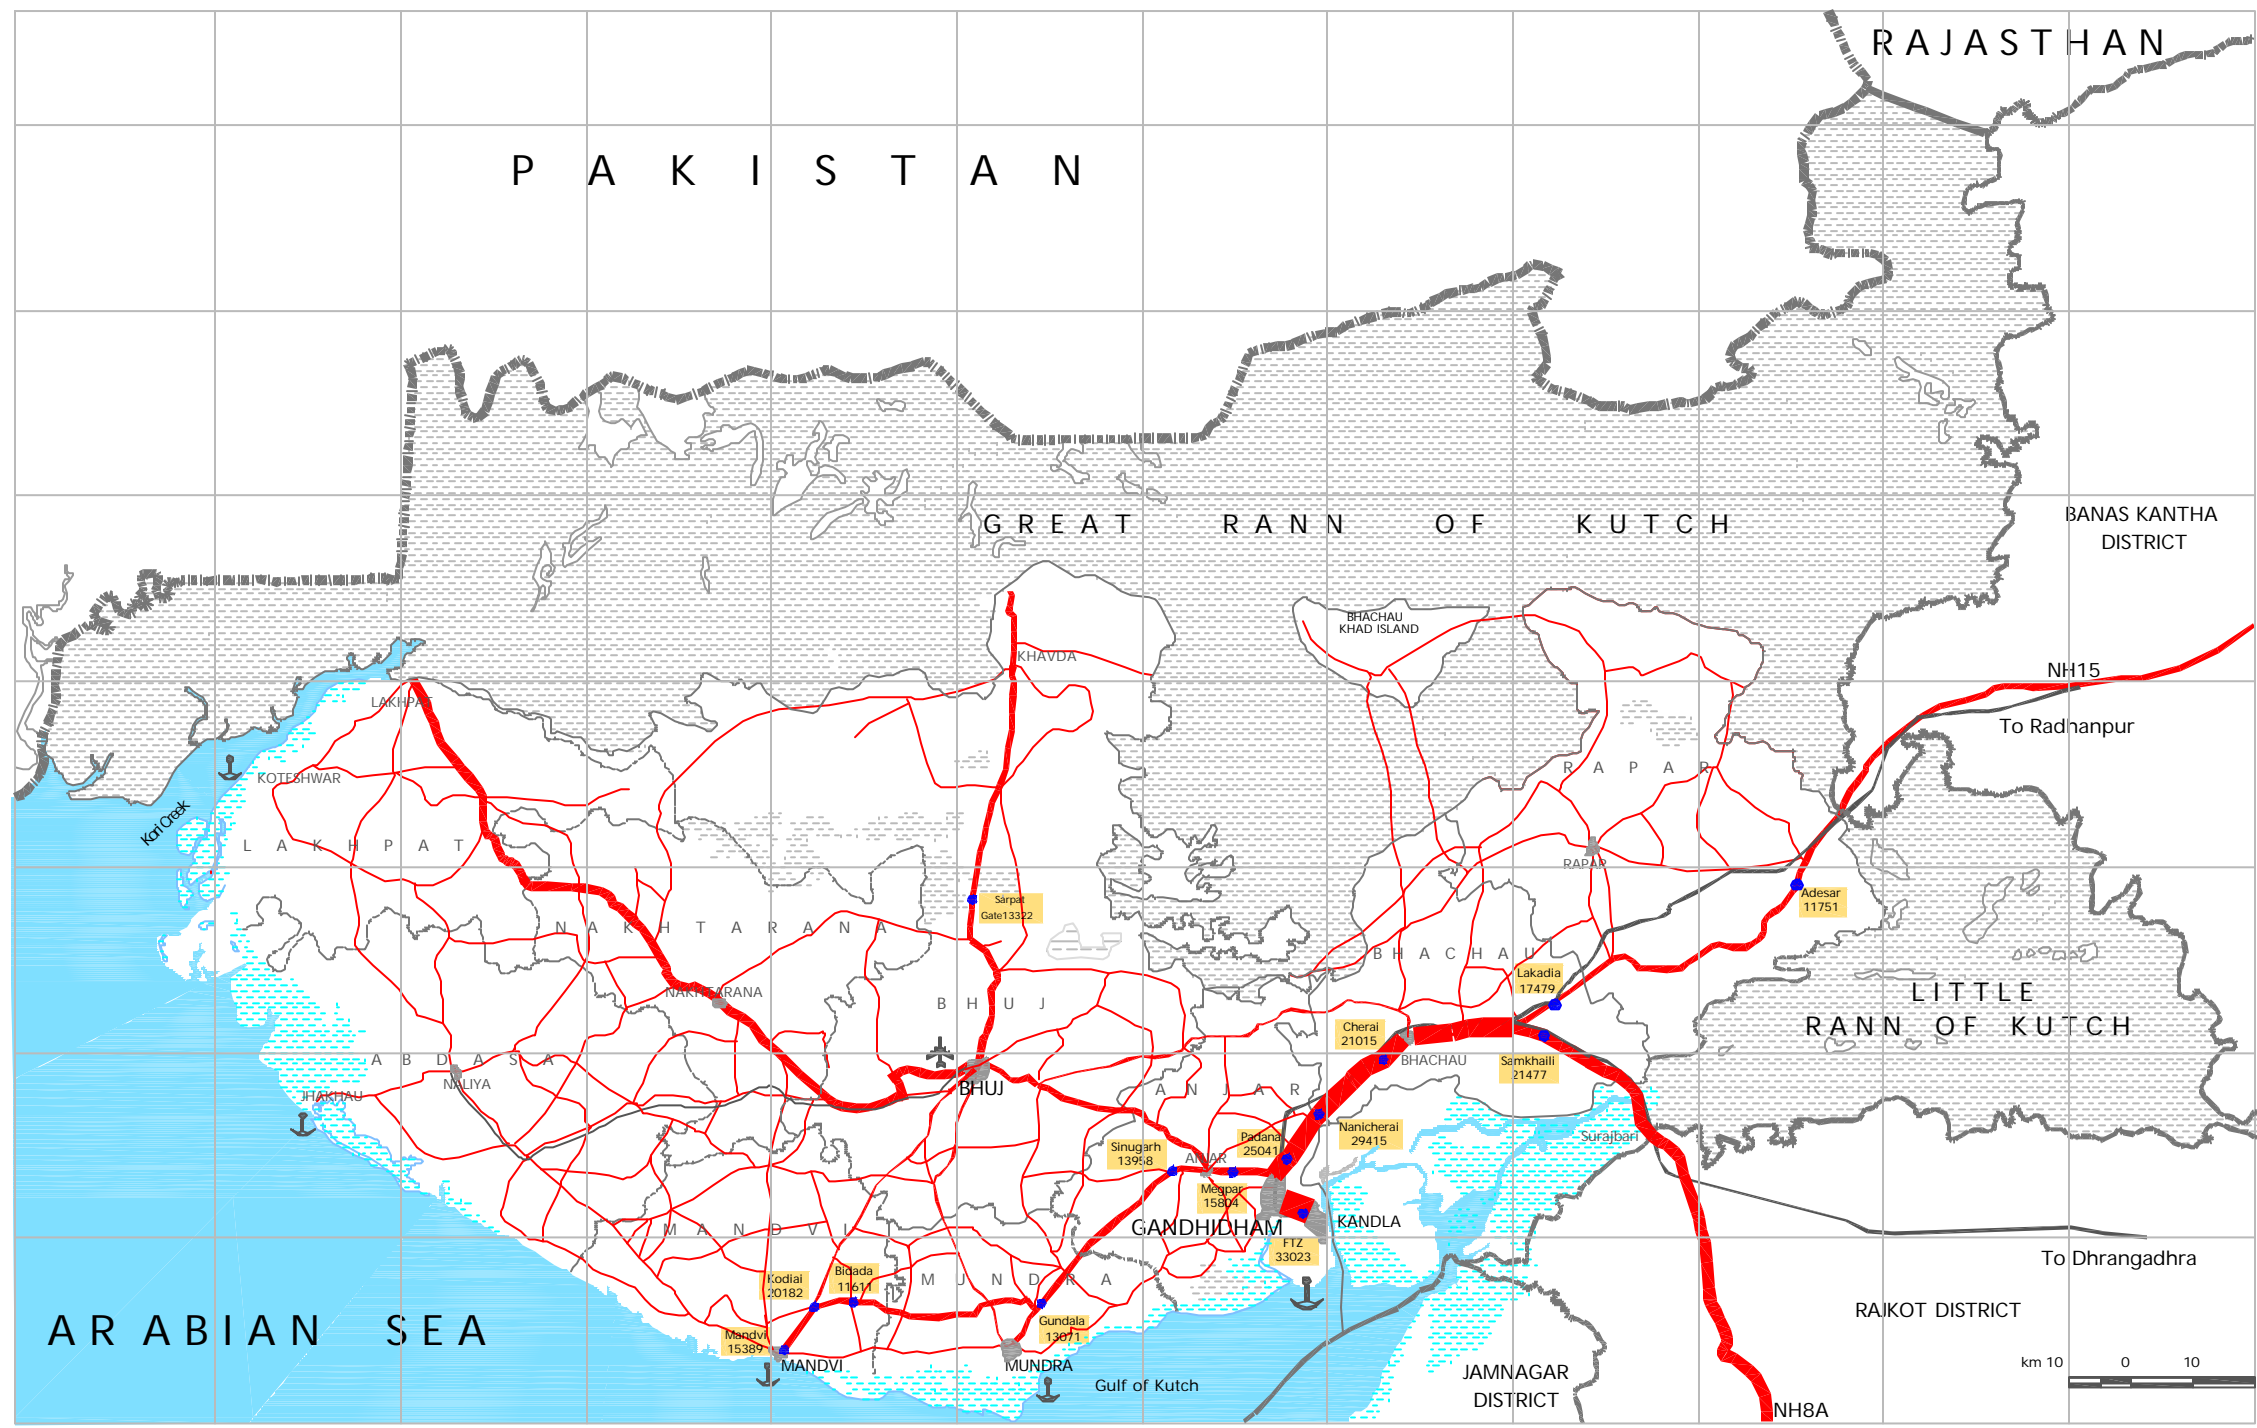 RAJASTHAN
PAKISTAN
GREAT RANN OF KUTCH
BANAS KANTHA
DISTRICT
BHACHAU
KHAD ISLAND
KHAVDA
NH15
LAKHPAT
To Radhanpur
KOTESHWAR
RAPAR
Kori Creek
LAKHPAT
RAPAR
Adesar
11751
Sarpat
Gate13322
NAKHTARANA
BHACHAU
Lakadia
17479
NAKHTARANA
BHUJ
LITTLE
RANN OF KUTCH
Cherai
21015
BHACHAU
Samkhaili
21477
ABDASA
NALIYA
BHUJ
ANJAR
JHAKHAU
Nanicherai
29415
Surajbari
Padana
25041
Sinugarh
13958
ANJAR
Megpar
15804
MANDVI
GANDHIDHAM
KANDLA
FTZ
33023
To Dhrangadhra
Kodiai
20182
Bidada
11611
MUNDRA
RAJKOT DISTRICT
ARABIAN SEA
Gundala
13071
Mandvi
15389
MANDVI
MUNDRA
Gulf of Kutch
JAMNAGAR
DISTRICT
km 10 0 10
NH8A